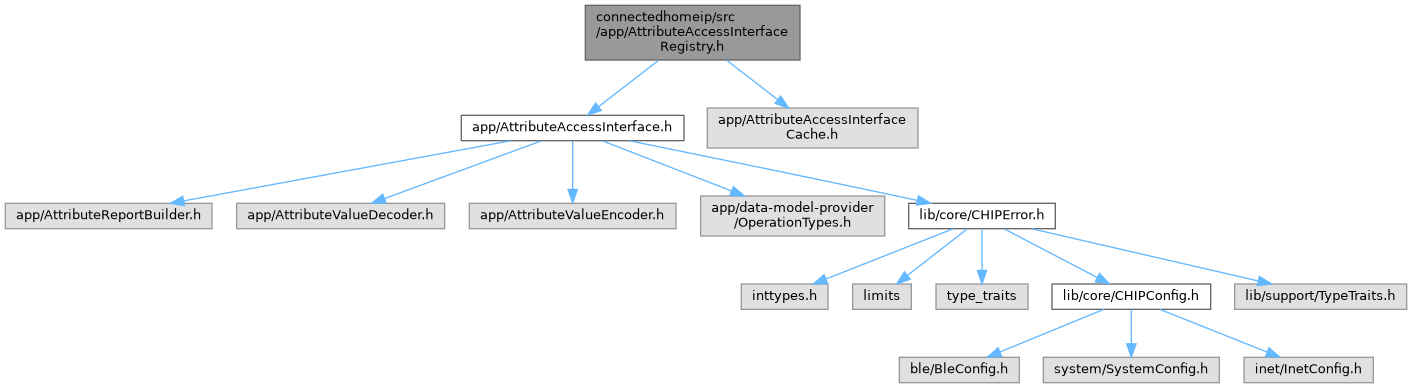 connectedhomeip/src
/app/AttributeAccessInterface
Registry.h
app/AttributeAccessInterface.h
app/AttributeAccessInterface
Cache.h
app/AttributeReportBuilder.h
app/AttributeValueDecoder.h
app/AttributeValueEncoder.h
app/data-model-provider
/OperationTypes.h
lib/core/CHIPError.h
inttypes.h
limits
type_traits
lib/core/CHIPConfig.h
lib/support/TypeTraits.h
ble/BleConfig.h
system/SystemConfig.h
inet/InetConfig.h